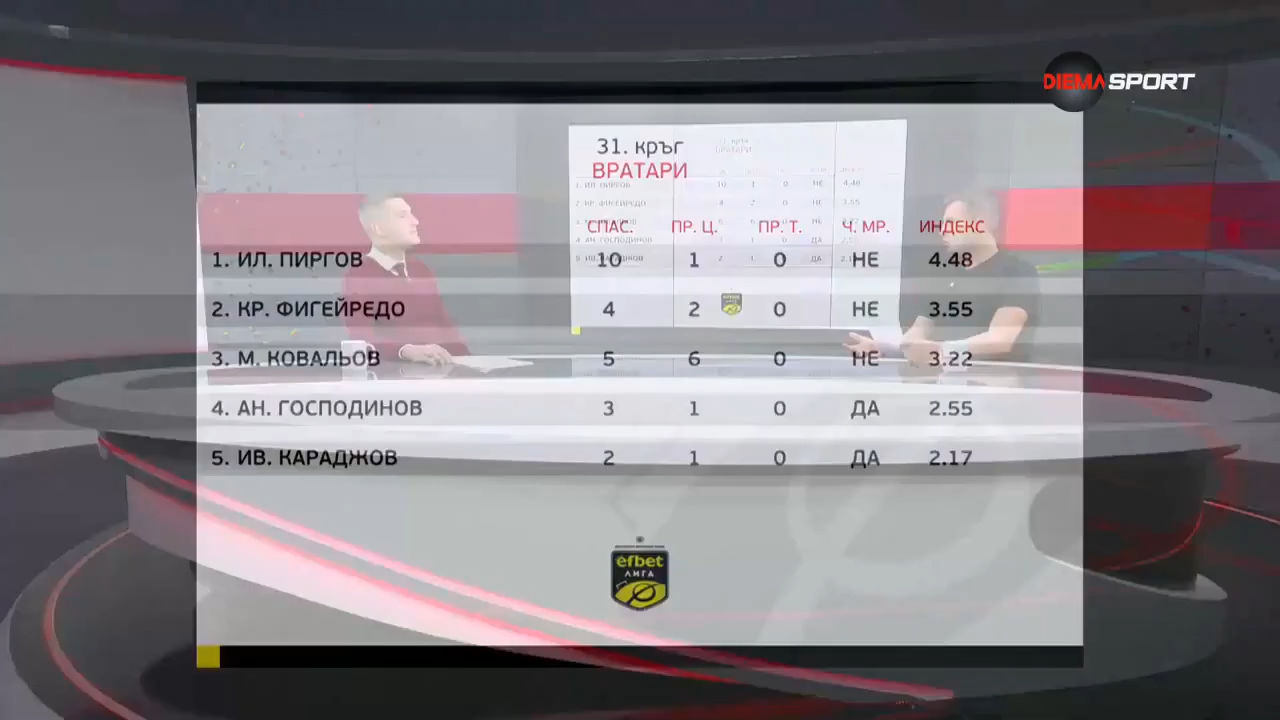 DIEMA SPORT
31. кръг
ВРАТАРИ
СПАС. ПР. Ц. ПР. Т. Ч. МР. ИНДЕКС
1. ИЛ. ПИРГОВ 10 1 0 НЕ 4.48
2. КР. ФИГЕЙРЕДО 4 2 0 НЕ 3.55
3. М. КОВАЛЬОВ 5 6 0 НЕ 3.22
4. АН. ГОСПОДИНОВ 3 1 0 ДА 2.55
5. ИВ. КАРАДЖОВ 2 1 0 ДА 2.17
efbet
ЛИГА